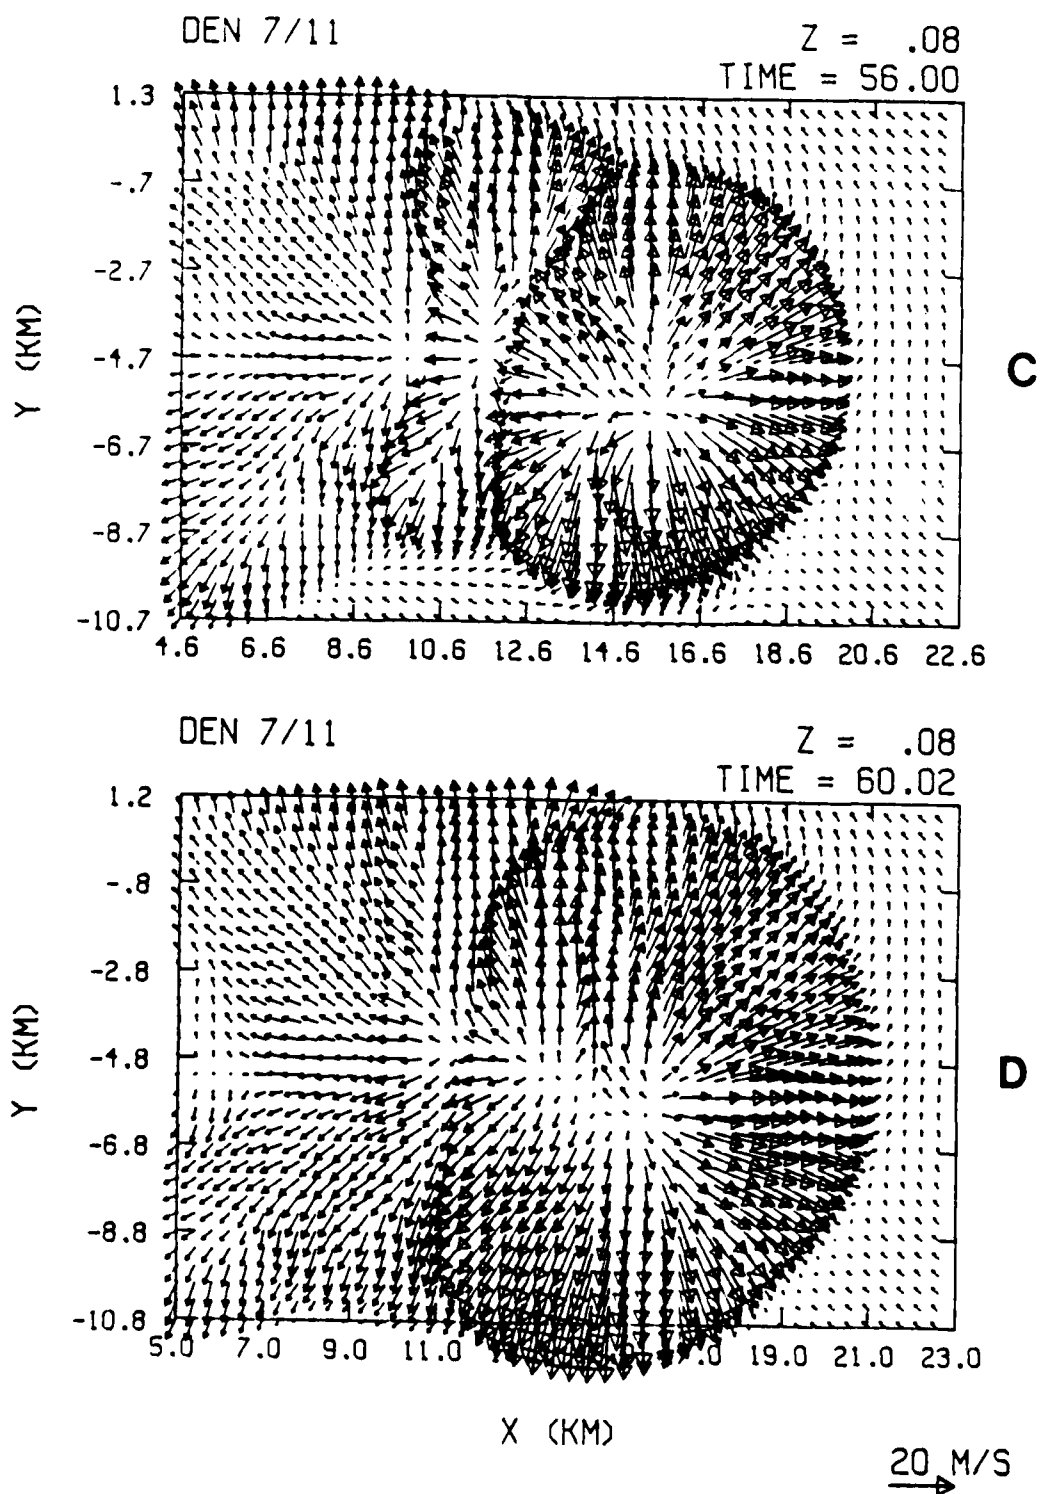 DEN 7/11
Z = .08
TIME = 56.00
1.3
-.7
-2.7
-4.7
-6.7
-8.7
-10.7
Y (KM)
4.6 6.6 8.6 10.6 12.6 14.6 16.6 18.6 20.6 22.6
C
DEN 7/11
Z = .08
TIME = 60.02
1.2
-.8
-2.8
-4.8
-6.8
-8.8
-10.8
Y (KM)
5.0 7.0 9.0 11.0 19.0 21.0 23.0
D
X (KM)
20 M/S